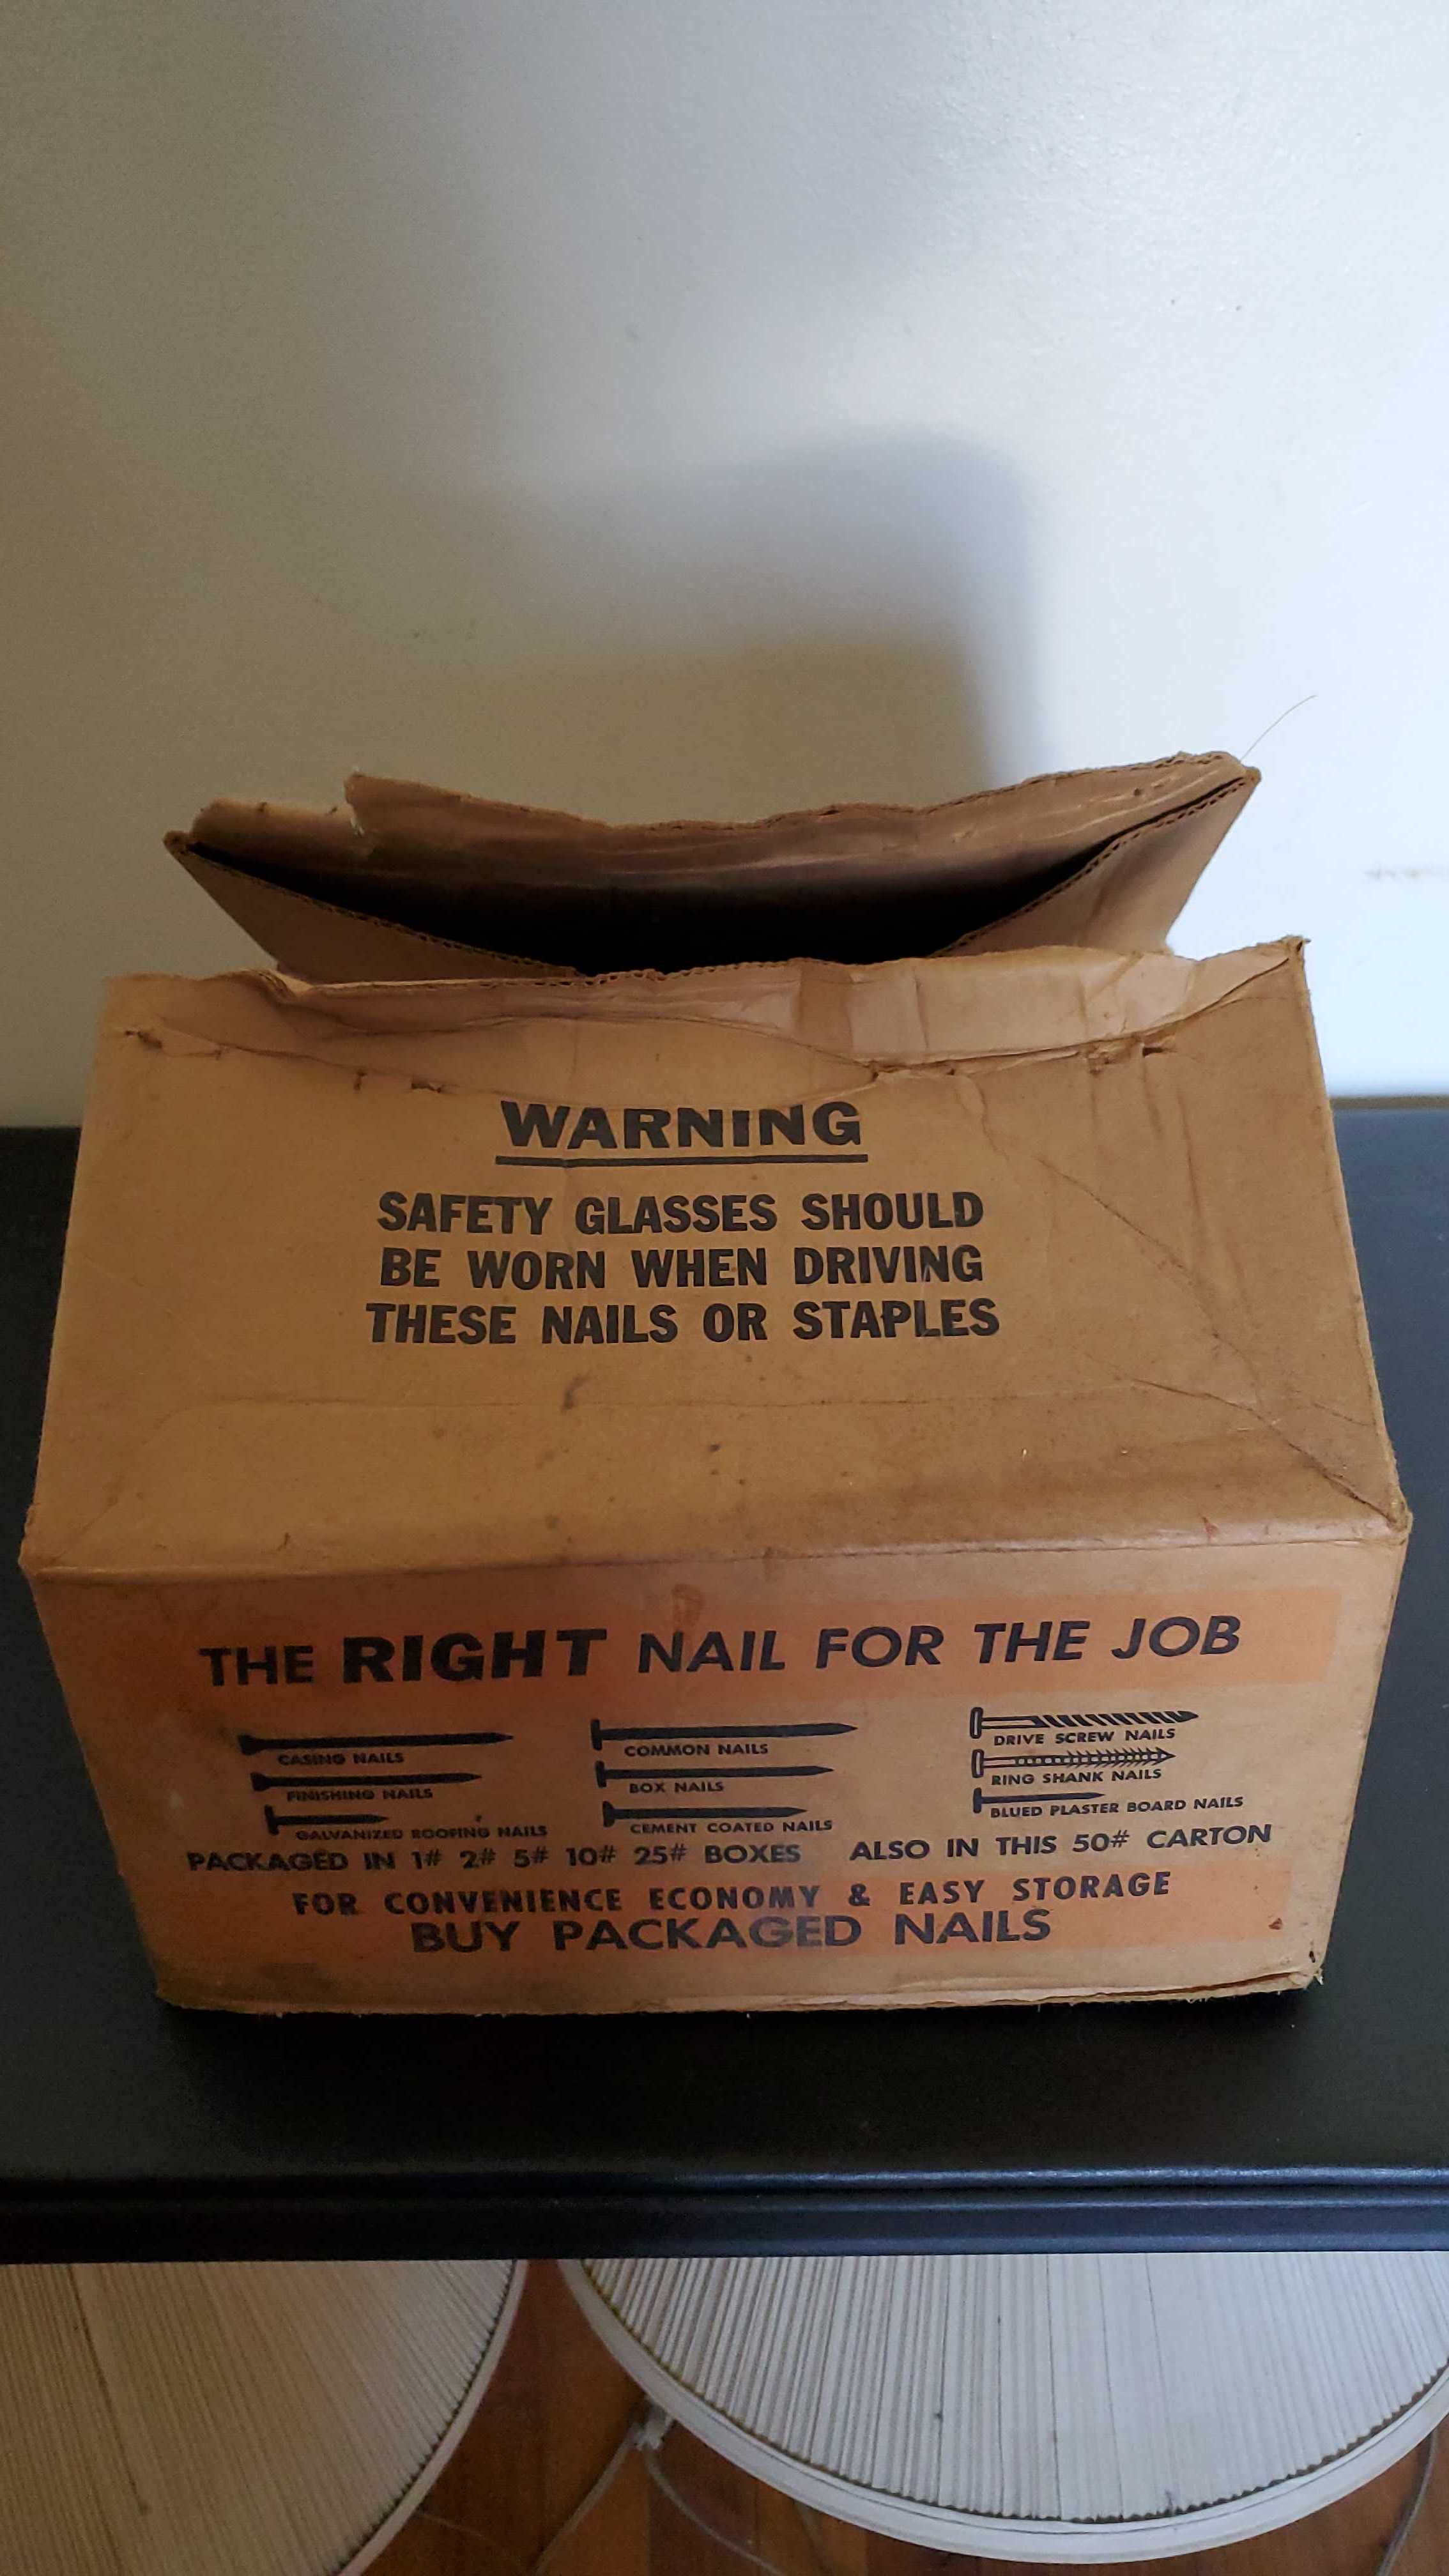 WARNING
SAFETY GLASSES SHOULD
BE WORN WHEN DRIVING
THESE NAILS OR STAPLES
THE RIGHT NAIL FOR THE JOB
CASING NAILS
FINISHING NAILS
GALVANIZED ROOFING NAILS
COMMON NAILS
BOX NAILS
CEMENT COATED NAILS
DRIVE SCREW NAILS
RING SHANK NAILS
BLUED PLASTER BOARD NAILS
PACKAGED IN 1# 2# 5# 10# 25# BOXES ALSO IN THIS 50# CARTON
FOR CONVENIENCE ECONOMY & EASY STORAGE
BUY PACKAGED NAILS